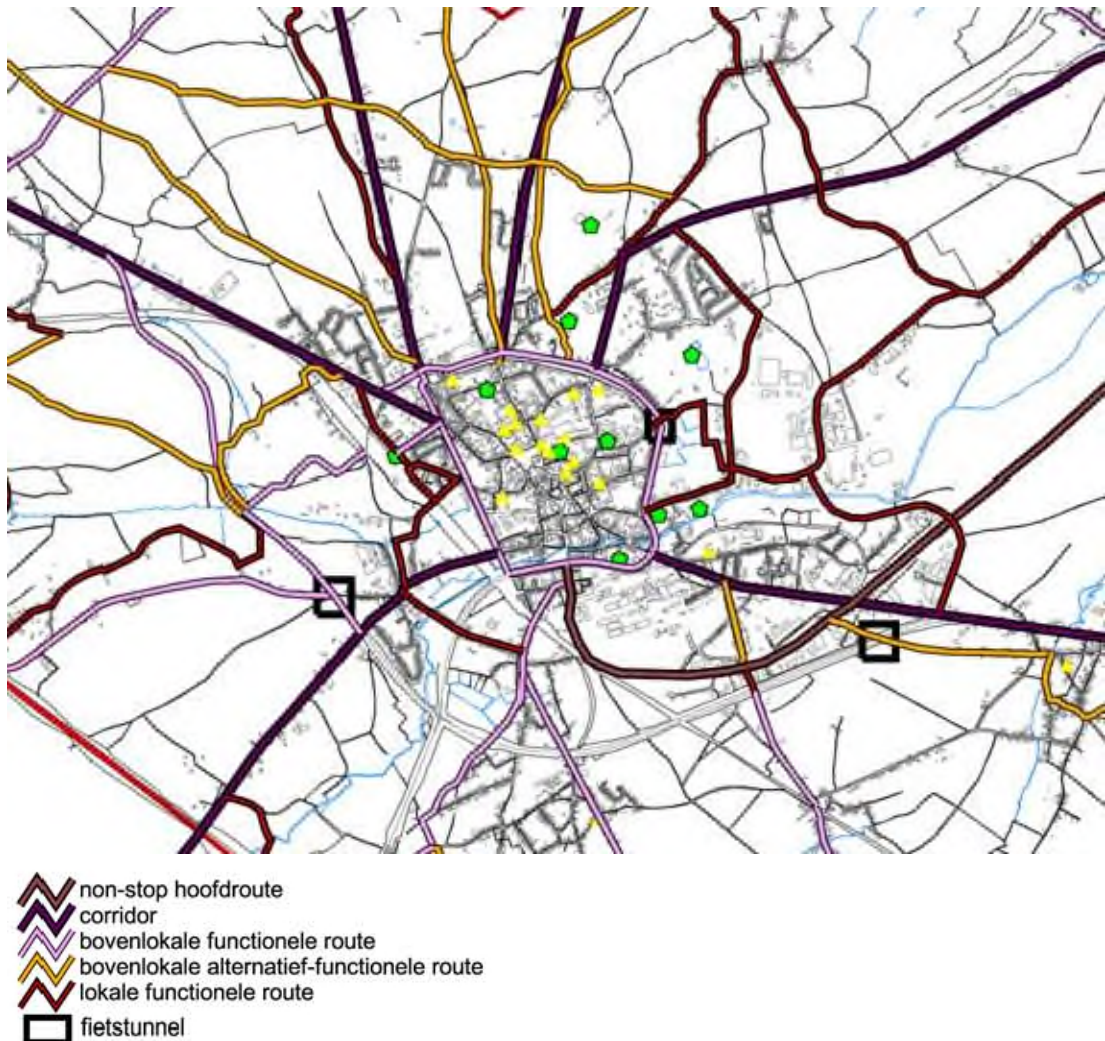 non-stop hoofdroute
corridor
bovenlokale functionele route
bovenlokale alternatief-functionele route
lokale functionele route
fietstunnel